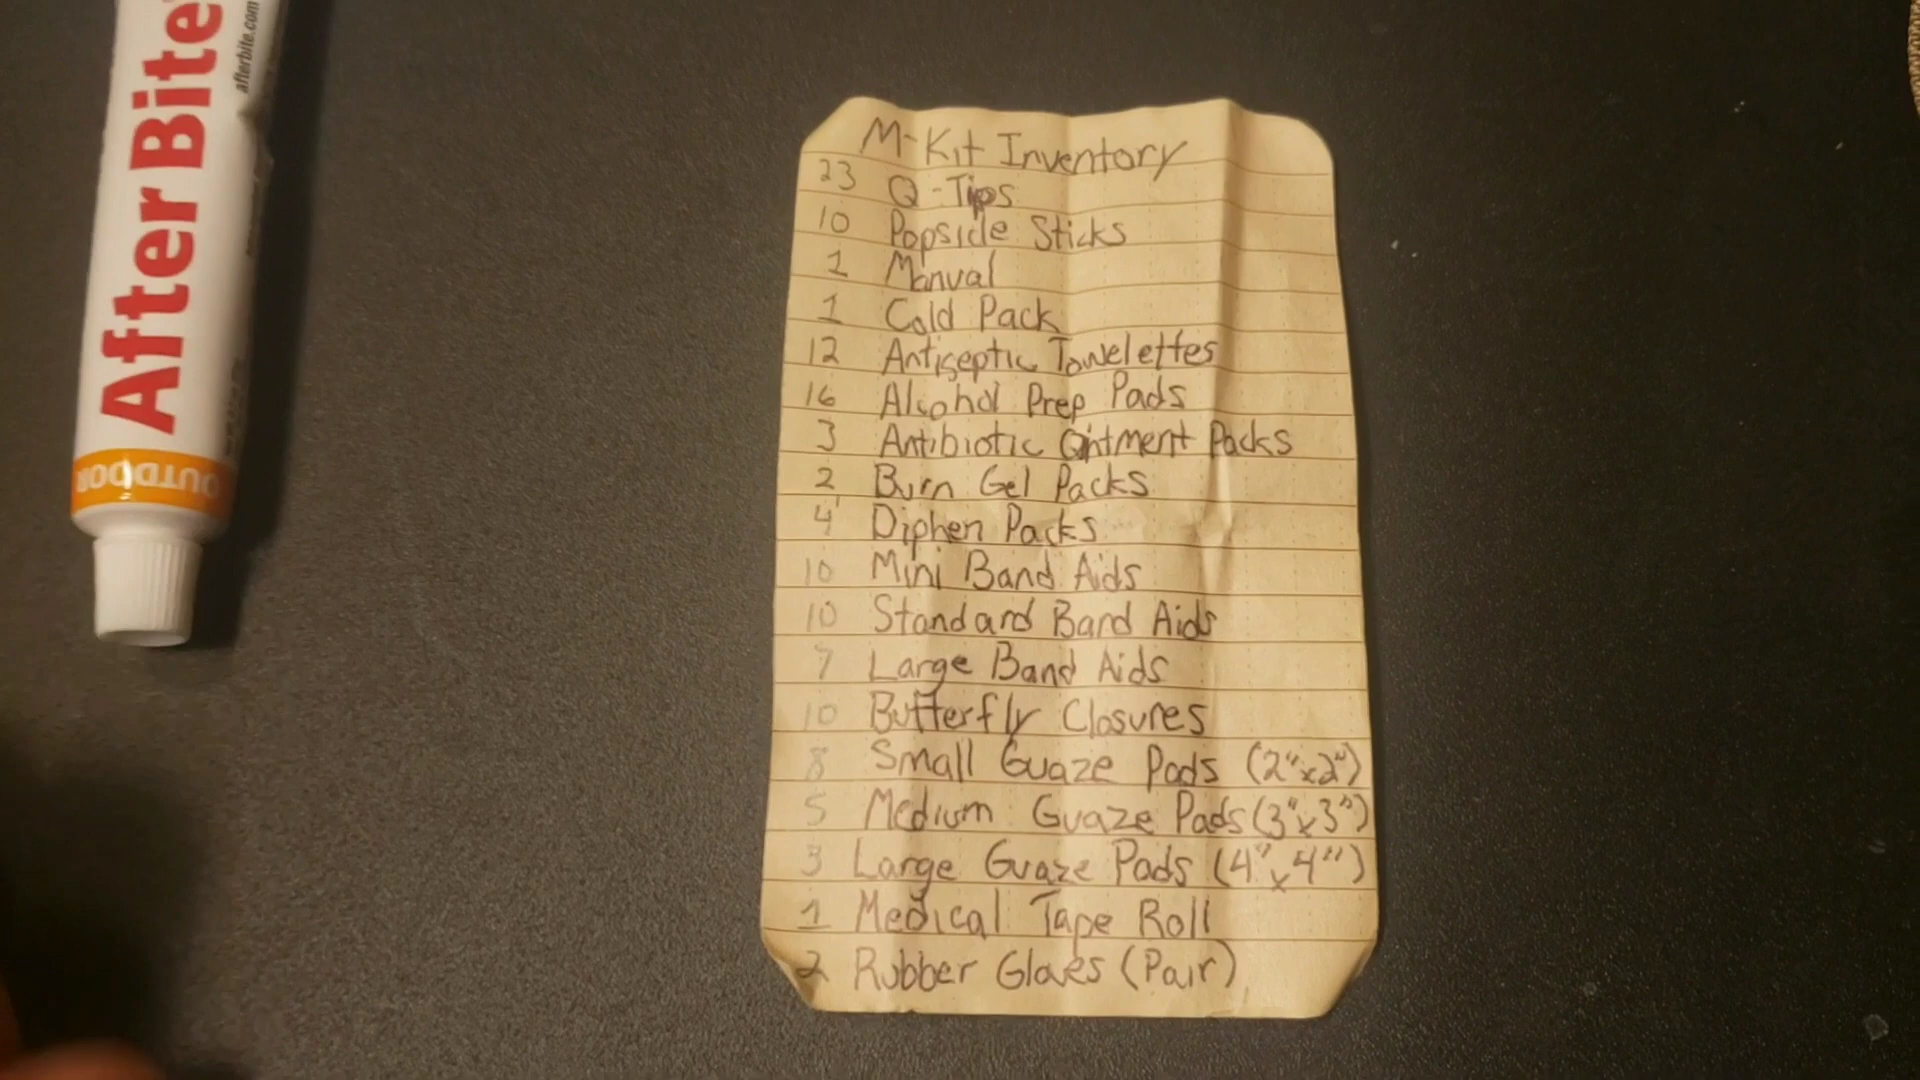 After Bite
afterbite.com
OUTDOOR
M-Kit Inventory
23 Q-Tips
10 Popsicle Sticks
1 Manual
1 Cold Pack
12 Antiseptic Towelettes
16 Alcohol Prep Pads
3 Antibiotic Ointment Packs
2 Burn Gel Packs
4 Diphen Packs
10 Mini Band Aids
10 Standard Band Aids
7 Large Band Aids
10 Butterfly Closures
8 Small Guaze Pads (2"x2")
5 Medium Guaze Pads (3"x3")
3 Large Guaze Pads (4"x4")
1 Medical Tape Roll
2 Rubber Gloves (Pair)